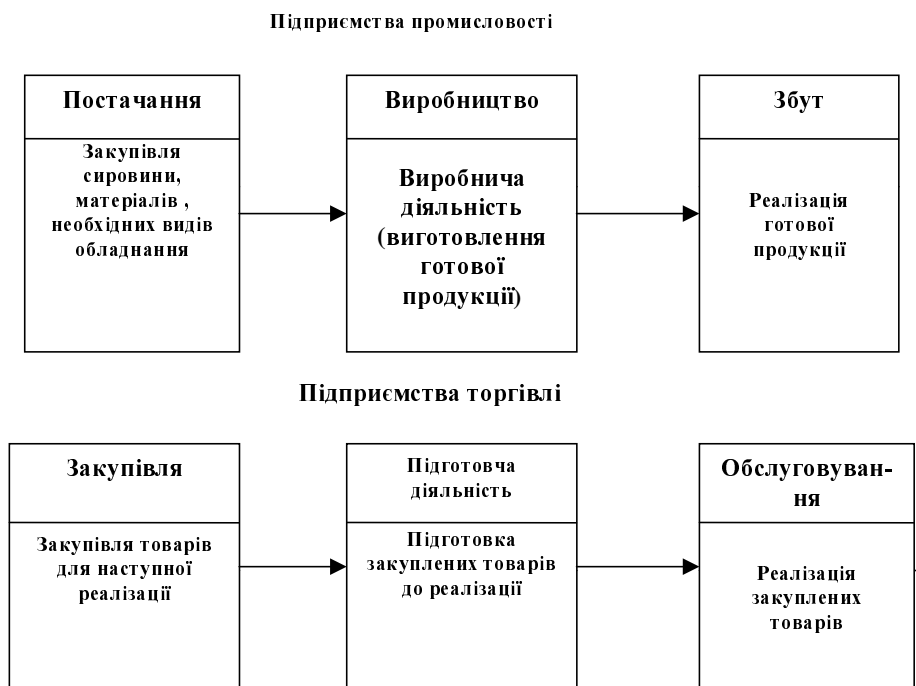 Підприємства промисловості
Постачання
Закупівля
сировини,
матеріалів ,
необхідних видів
обладнання
Виробництво
Виробнича
діяльність
(виготовлення
готової
продукції)
Збут
Реалізація
готової
продукції
Підприємства торгівлі
Закупівля
Закупівля товарів
для наступної
реалізації
Підготовча
діяльність
Підготовка
закуплених товарів
до реалізації
Обслуговуван-
ня
Реалізація
закуплених
товарів